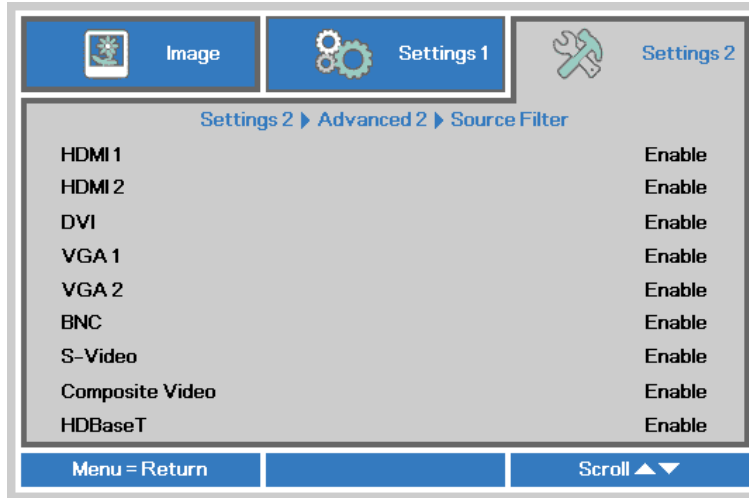 Image Settings 1 Settings 2
Settings 2 ▶ Advanced 2 ▶ Source Filter
HDMI 1 Enable
HDMI 2 Enable
DVI Enable
VGA 1 Enable
VGA 2 Enable
BNC Enable
S-Video Enable
Composite Video Enable
HDBaseT Enable
Menu = Return Scroll ▲▼